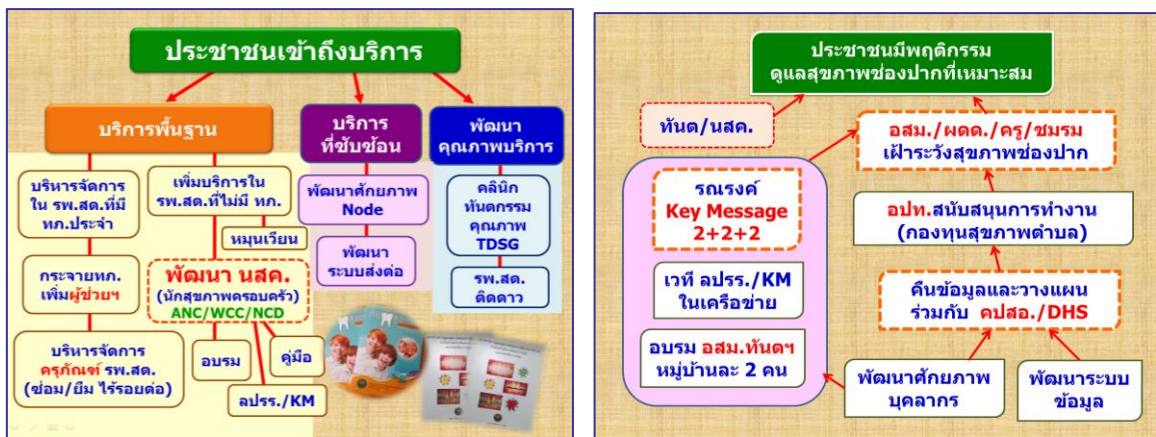 ประชาชนเข้าถึงบริการ
บริการพื้นฐาน
บริการ
ที่ซับซ้อน
พัฒนา
คุณภาพบริการ
บริหารจัดการ
ใน รพ.สต.ที่มี
ทภ.ประจำ
เพิ่มบริการใน
รพ.สต.ที่ไม่มี ทภ.
หมุนเวียน
กระจายทภ.
เพิ่มผู้ช่วยฯ
พัฒนา นสค.
(นักสุขภาพครอบครัว)
ANC/WCC/NCD
บริหารจัดการ
ครุภัณฑ์ รพ.สต.
(ซ่อม/ยืม ไร้รอยต่อ)
อบรม
คู่มือ
ลปรร./KM
พัฒนาศักยภาพ
Node
พัฒนา
ระบบส่งต่อ
คลินิก
ทันตกรรม
คุณภาพ
TDSG
รพ.สต.
ติดดาว
ประชาชนมีพฤติกรรม
ดูแลสุขภาพช่องปากที่เหมาะสม
ทันต/นสค.
อสม./ผดด./ครู/ชมรม
เฝ้าระวังสุขภาพช่องปาก
รณรงค์
Key Message
2+2+2
อปท.สนับสนุนการทำงาน
(กองทุนสุขภาพตำบล)
เวที ลปรร./KM
ในเครือข่าย
คืนข้อมูลและวางแผน
ร่วมกับ คปสอ./DHS
อบรม อสม.ทันตฯ
หมู่บ้านละ 2 คน
พัฒนาศักยภาพ
บุคลากร
พัฒนาระบบ
ข้อมูล